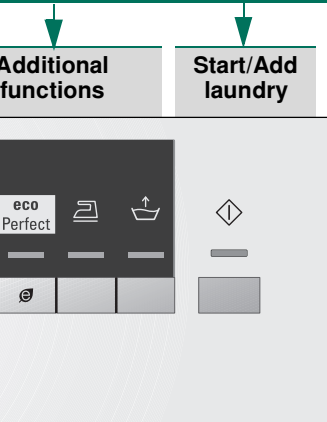 Additional
functions
Start/Add
laundry
eco
Perfect